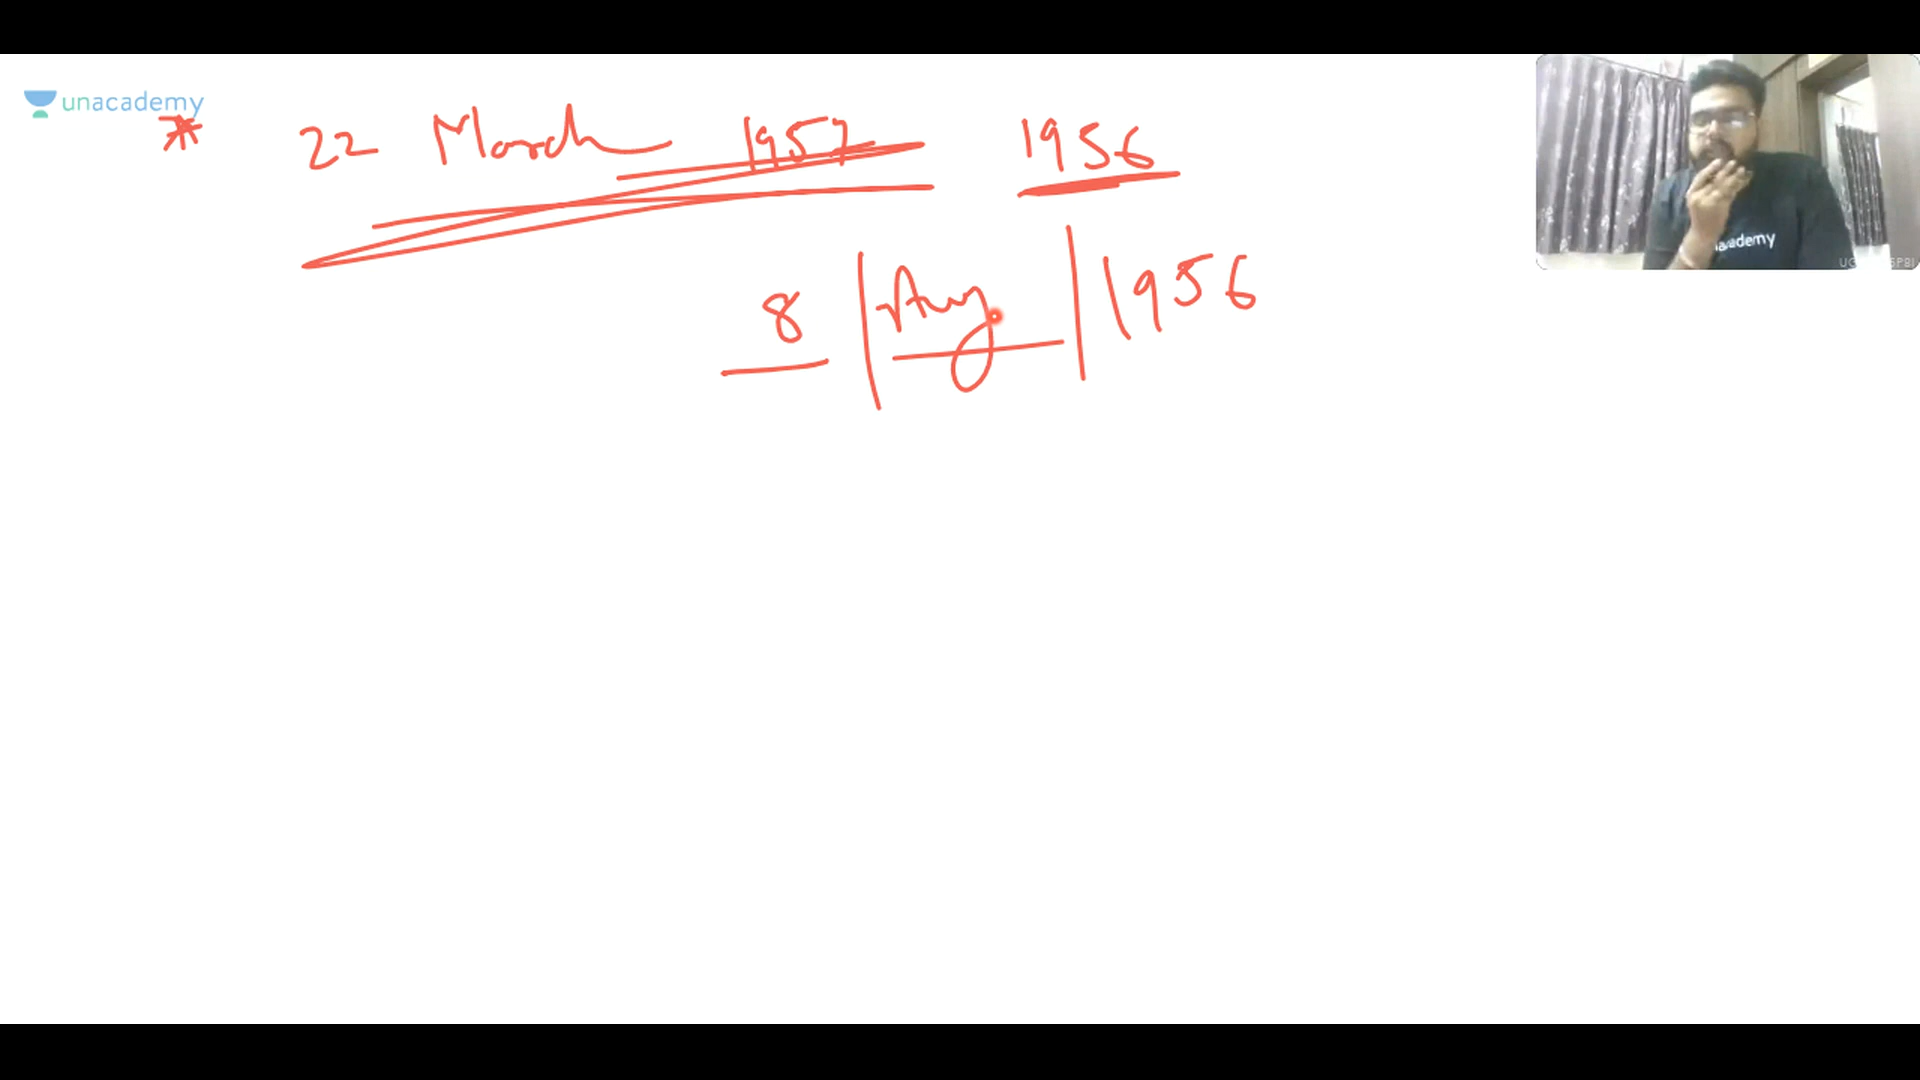 unacademy
* 22 March 1957 1956
8 | Aug | 1956
academy